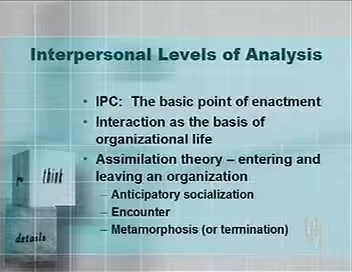 Interpersonal Levels of Analysis
• IPC: The basic point of enactment
• Interaction as the basis of
organizational life
• Assimilation theory – entering and
leaving an organization
– Anticipatory socialization
– Encounter
– Metamorphosis (or termination)
think
details